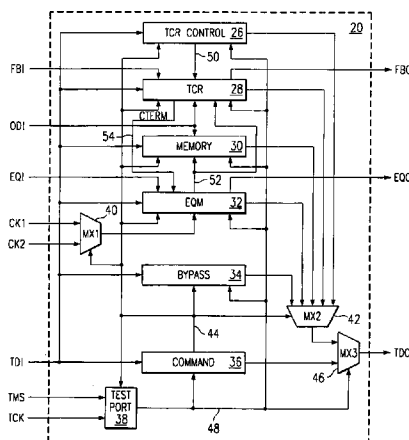 20
TCR CONTROL 26
50
FBI
FBO
TCR 28
CTERM
ODI
54
MEMORY 30
52
EQI
EQO
EQM 32
40
CK1
MX1
CK2
BYPASS 34
MX2
42
44
TDI
COMMAND 36
MX3
TDO
46
TMS
TEST PORT 38
TCK
48